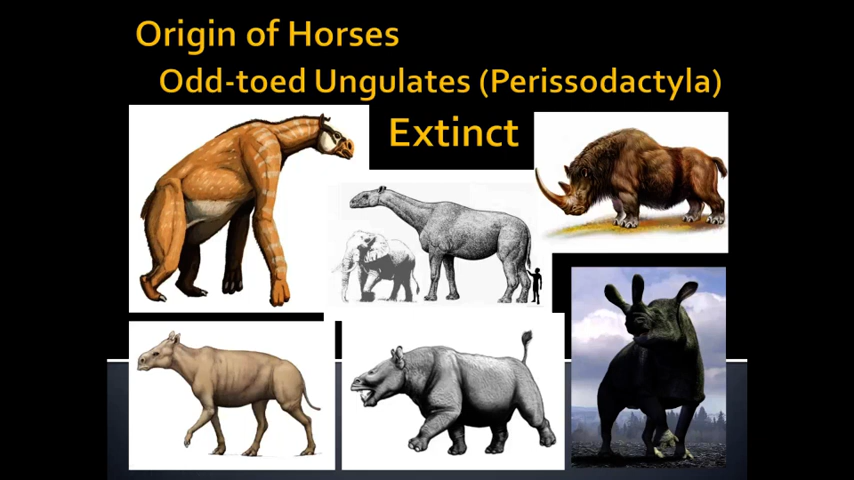 Origin of Horses
Odd-toed Ungulates (Perissodactyla)
Extinct